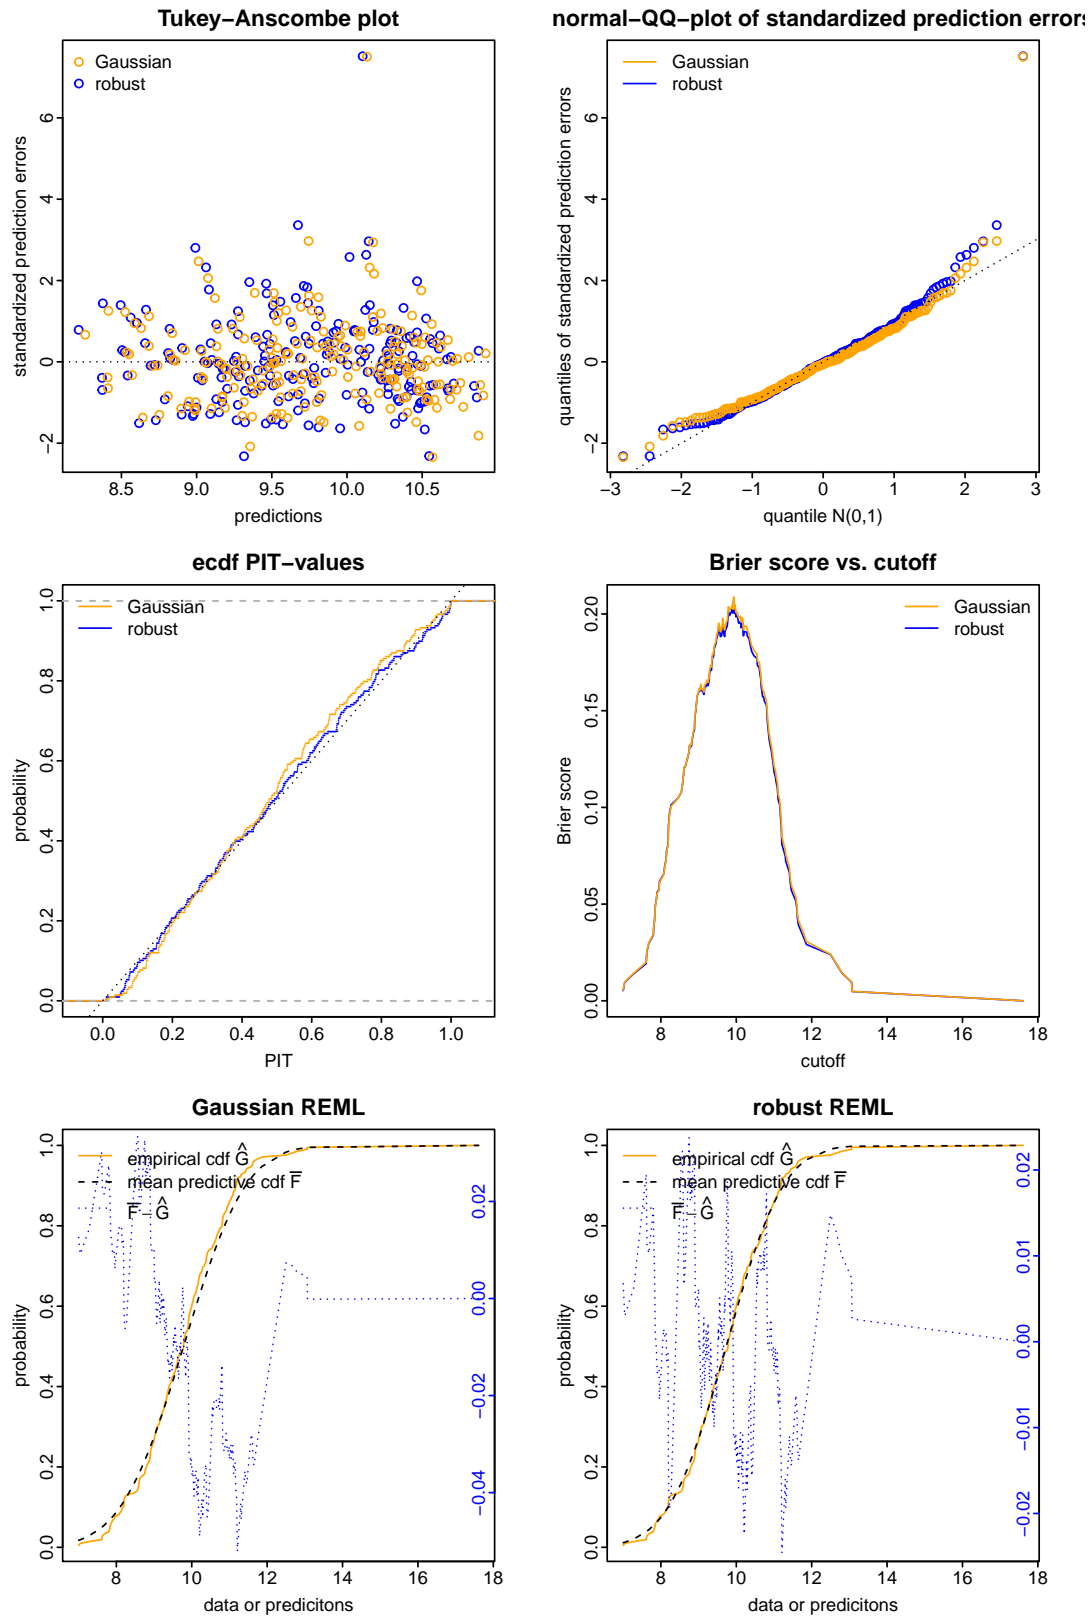 Tukey−Anscombe plot
Gaussian
robust
standardized prediction errors
−2
0
2
4
6
8.5
9.0
9.5
10.0
10.5
predictions
normal−QQ−plot of standardized prediction errors
Gaussian
robust
quantiles of standardized prediction errors
−2
0
2
4
6
−3
−2
−1
0
1
2
3
quantile N(0,1)
ecdf PIT−values
Gaussian
robust
probability
0.0
0.2
0.4
0.6
0.8
1.0
0.0
0.2
0.4
0.6
0.8
1.0
PIT
Brier score vs. cutoff
Gaussian
robust
Brier score
0.00
0.05
0.10
0.15
0.20
8
10
12
14
16
18
cutoff
Gaussian REML
empirical cdf Ĝ
mean predictive cdf F̅
F̅−Ĝ
probability
0.0
0.2
0.4
0.6
0.8
1.0
−0.04
−0.02
0.00
0.02
8
10
12
14
16
18
data or predicitons
robust REML
empirical cdf Ĝ
mean predictive cdf F̅
F̅−Ĝ
probability
0.0
0.2
0.4
0.6
0.8
1.0
−0.02
−0.01
0.00
0.01
0.02
8
10
12
14
16
18
data or predicitons